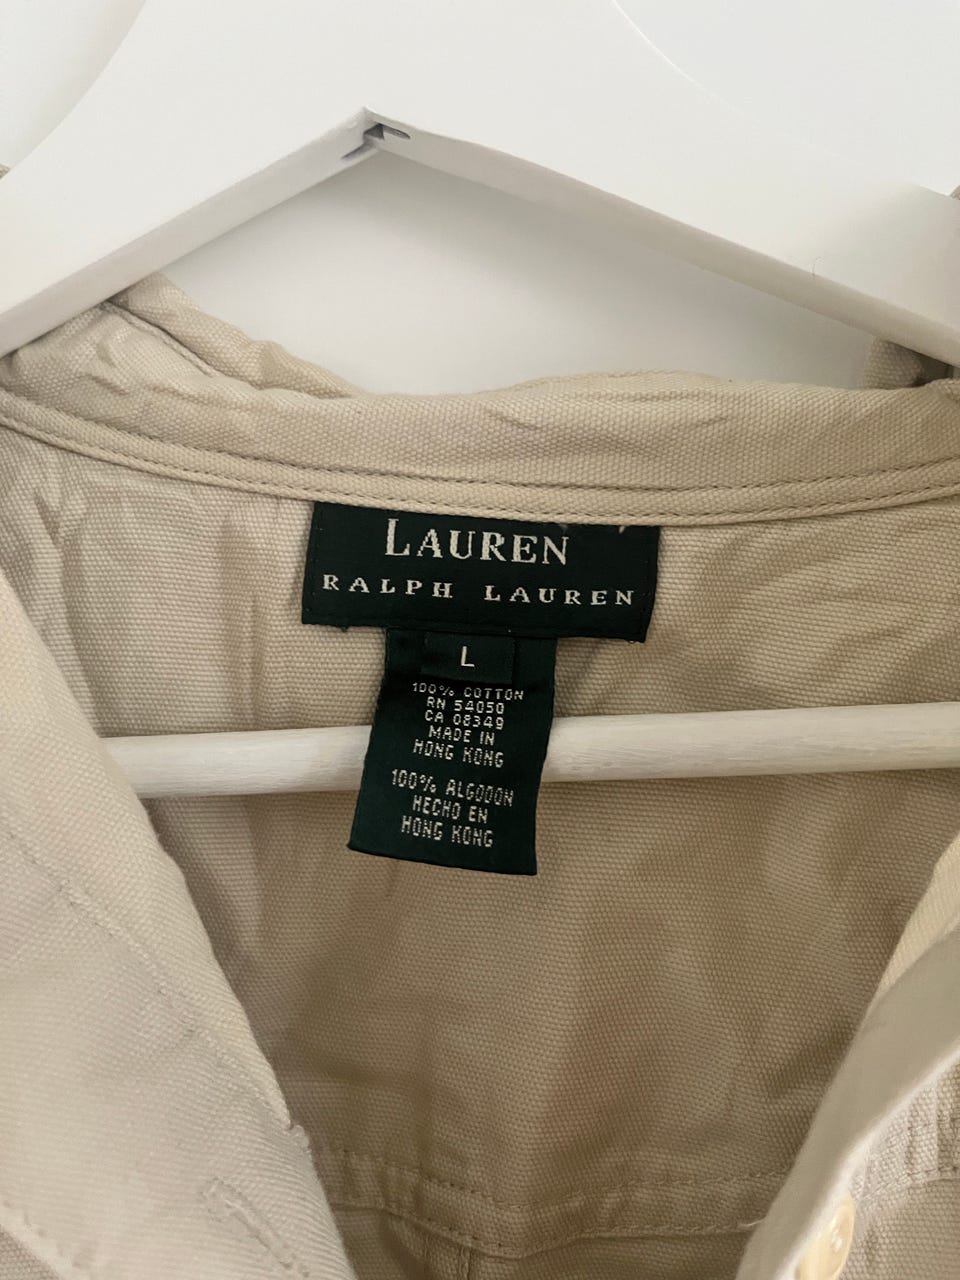 LAUREN
RALPH LAUREN
L
100% COTTON
RN 54050
CA 08349
MADE IN
HONG KONG
100% ALGODON
HECHO EN
HONG KONG